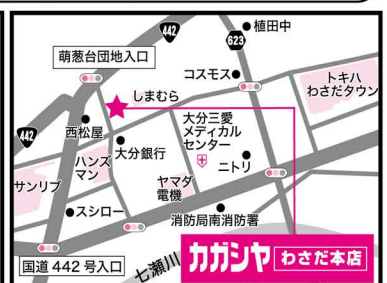 442
植田中
623
萌葱台団地入口
コスモス
トキハ
わさだタウン
しまむら
442
西松屋
大分三愛
メディカル
センター
大分銀行
ニトリ
ハンズ
マン
サンリブ
ヤマダ
電機
スシロー
消防局南消防署
国道442号入口
七瀬川
カガシヤ わさだ本店